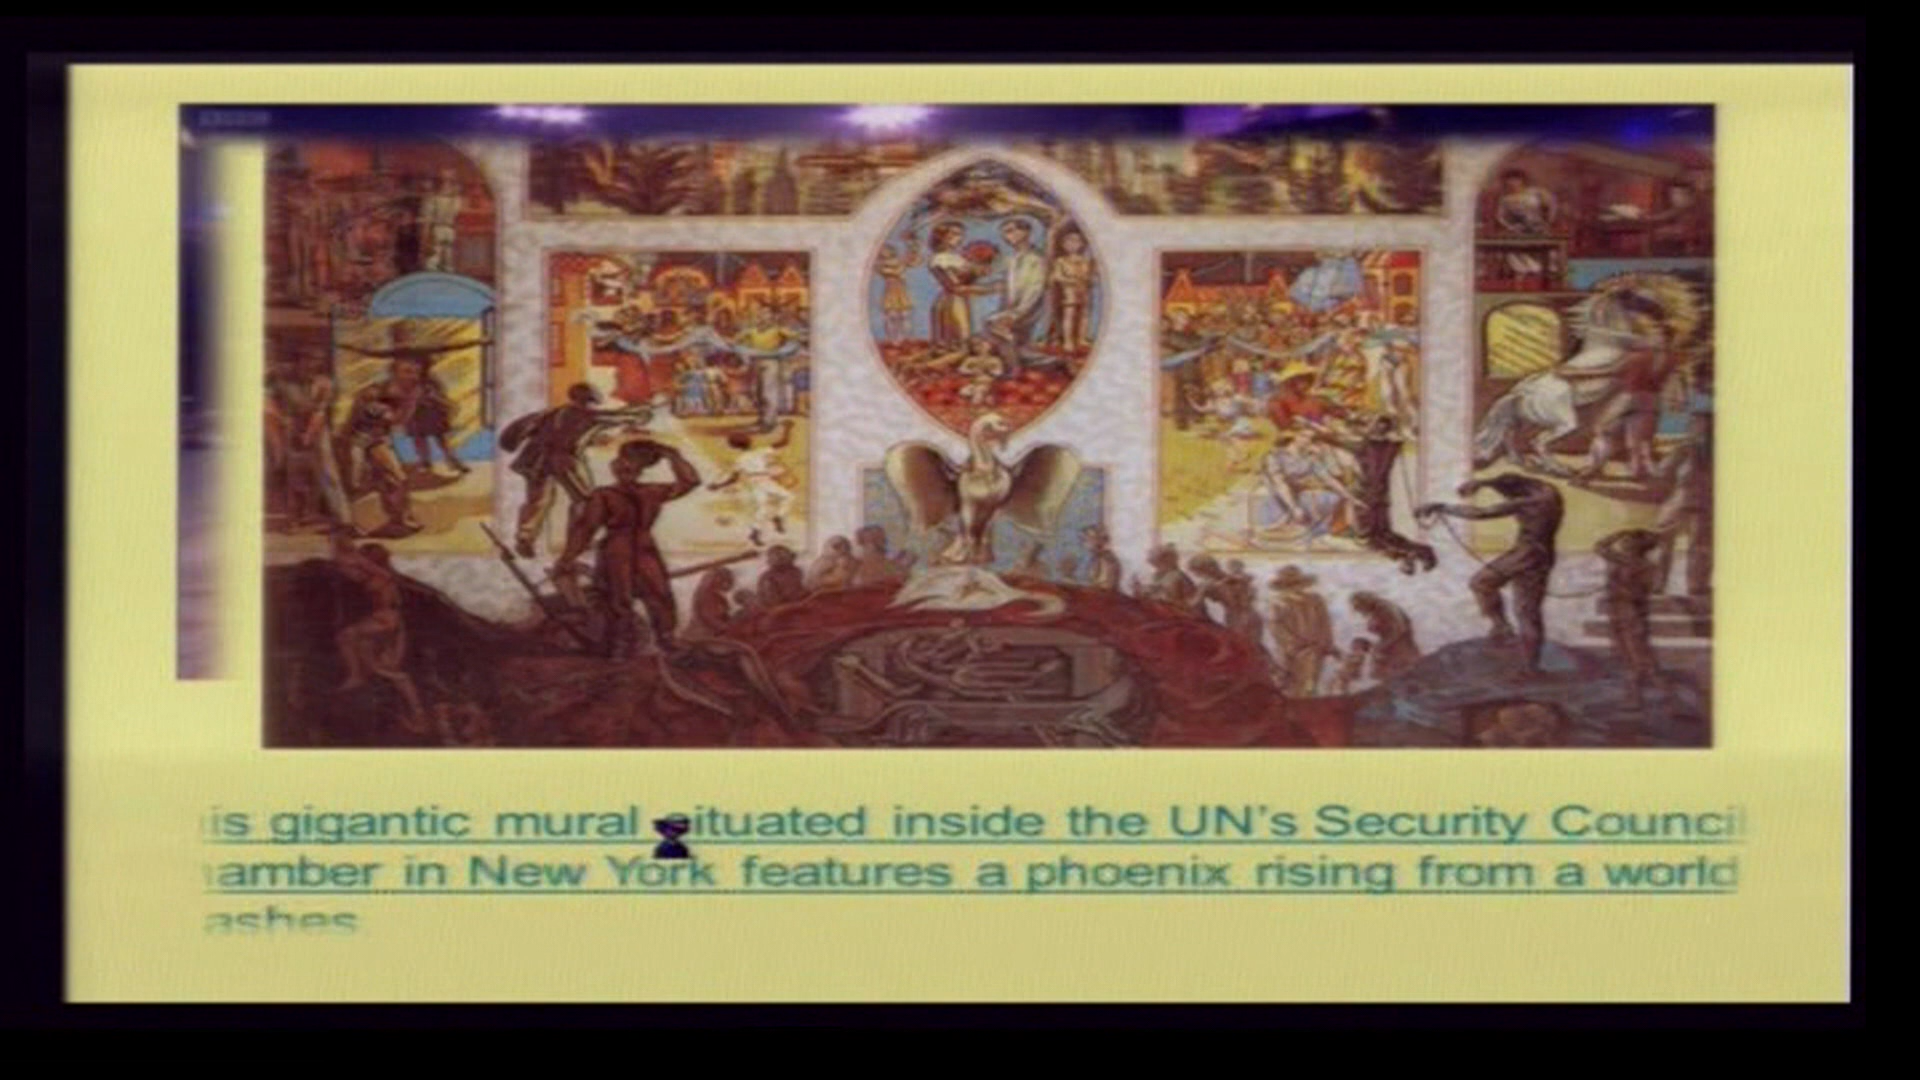 is gigantic mural situated inside the UN's Security Council
amber in New York features a phoenix rising from a world
ashes